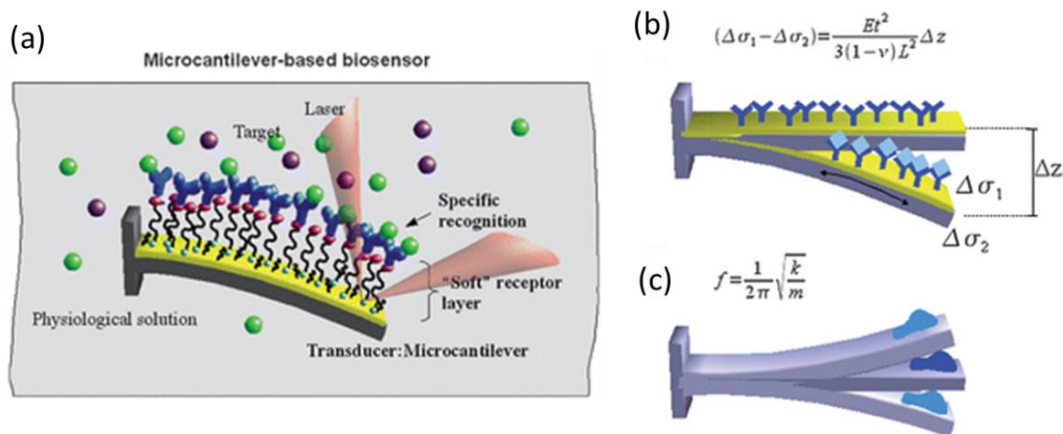 (a)
Microcantilever-based biosensor
Laser
Target
Specific
recognition
"Soft" receptor
layer
Physiological solution
Transducer:Microcantilever
(b)
(Δσ₁−Δσ₂)=Et²/3(1−ν)L² Δz
Δz
Δσ₁
Δσ₂
(c)
f=1/2π √k/m